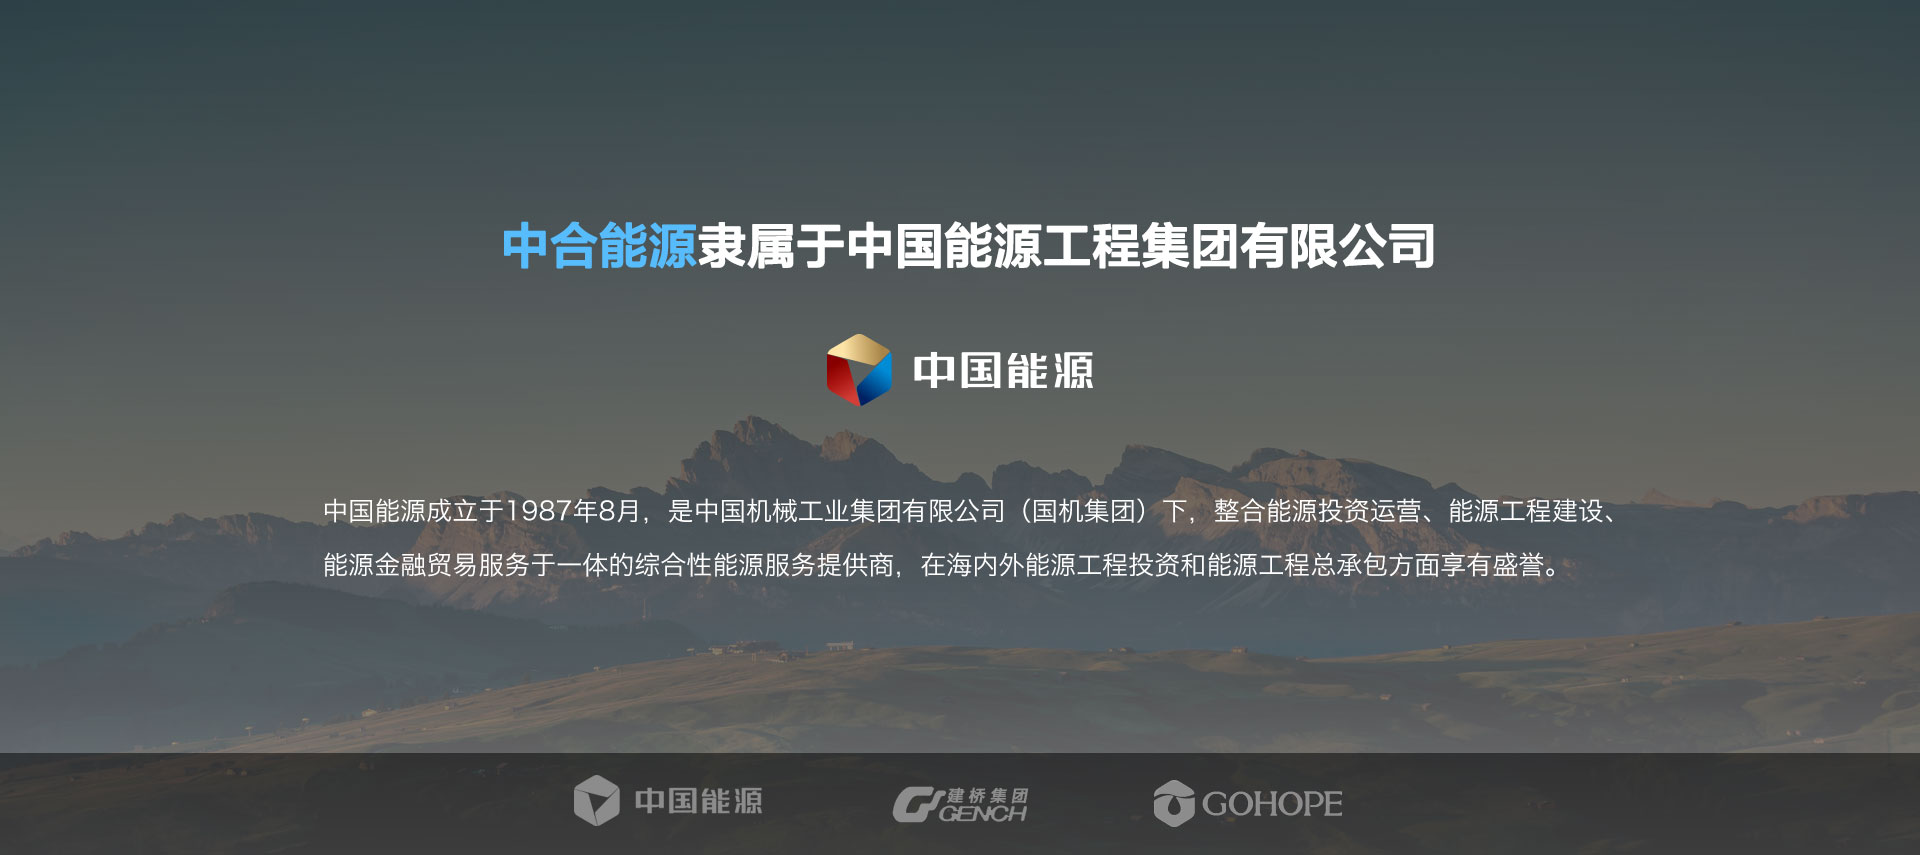 中合能源隶属于中国能源工程集团有限公司
中国能源
中国能源成立于1987年8月，是中国机械工业集团有限公司（国机集团）下，整合能源投资运营、能源工程建设、
能源金融贸易服务于一体的综合性能源服务提供商，在海内外能源工程投资和能源工程总承包方面享有盛誉。
中国能源
建桥集团
GENCH
GOHOPE